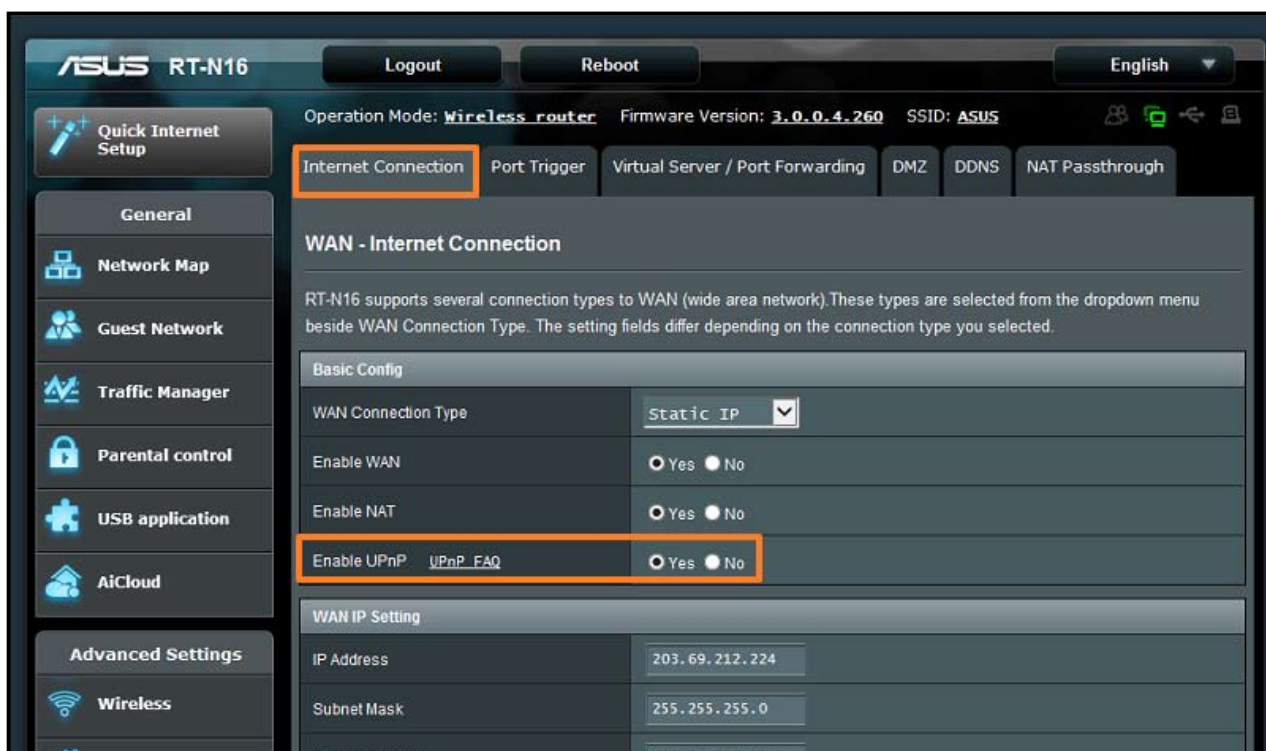 ASUS RT-N16
Logout
Reboot
English
Quick Internet
Setup
Operation Mode: Wireless router Firmware Version: 3.0.0.4.260 SSID: ASUS
Internet Connection
Port Trigger
Virtual Server / Port Forwarding
DMZ
DDNS
NAT Passthrough
General
Network Map
Guest Network
Traffic Manager
Parental control
USB application
AiCloud
Advanced Settings
Wireless
WAN - Internet Connection
RT-N16 supports several connection types to WAN (wide area network).These types are selected from the dropdown menu
beside WAN Connection Type. The setting fields differ depending on the connection type you selected.
Basic Config
WAN Connection Type Static IP
Enable WAN Yes No
Enable NAT Yes No
Enable UPnP UPnP FAQ Yes No
WAN IP Setting
IP Address 203.69.212.224
Subnet Mask 255.255.255.0